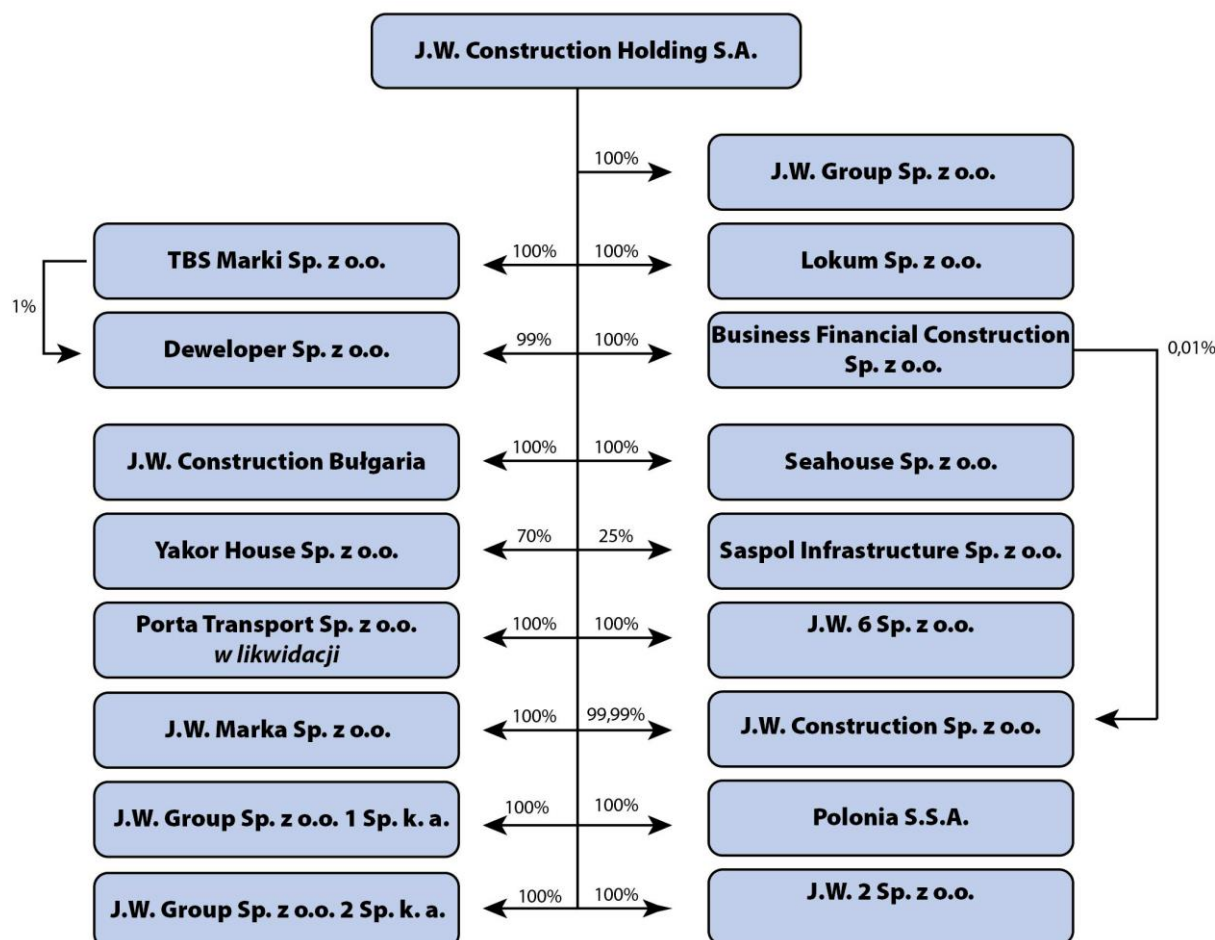 J.W. Construction Holding S.A.
100%
J.W. Group Sp. z o.o.
TBS Marki Sp. z o.o.
100%
100%
Lokum Sp. z o.o.
1%
Deweloper Sp. z o.o.
99%
100%
Business Financial Construction
Sp. z o.o.
0,01%
J.W. Construction Bułgaria
100%
100%
Seahouse Sp. z o.o.
Yakor House Sp. z o.o.
70%
25%
Saspol Infrastructure Sp. z o.o.
Porta Transport Sp. z o.o.
w likwidacji
100%
100%
J.W. 6 Sp. z o.o.
J.W. Marka Sp. z o.o.
100%
99,99%
J.W. Construction Sp. z o.o.
J.W. Group Sp. z o.o. 1 Sp. k. a.
100%
100%
Polonia S.S.A.
J.W. Group Sp. z o.o. 2 Sp. k. a.
100%
100%
J.W. 2 Sp. z o.o.